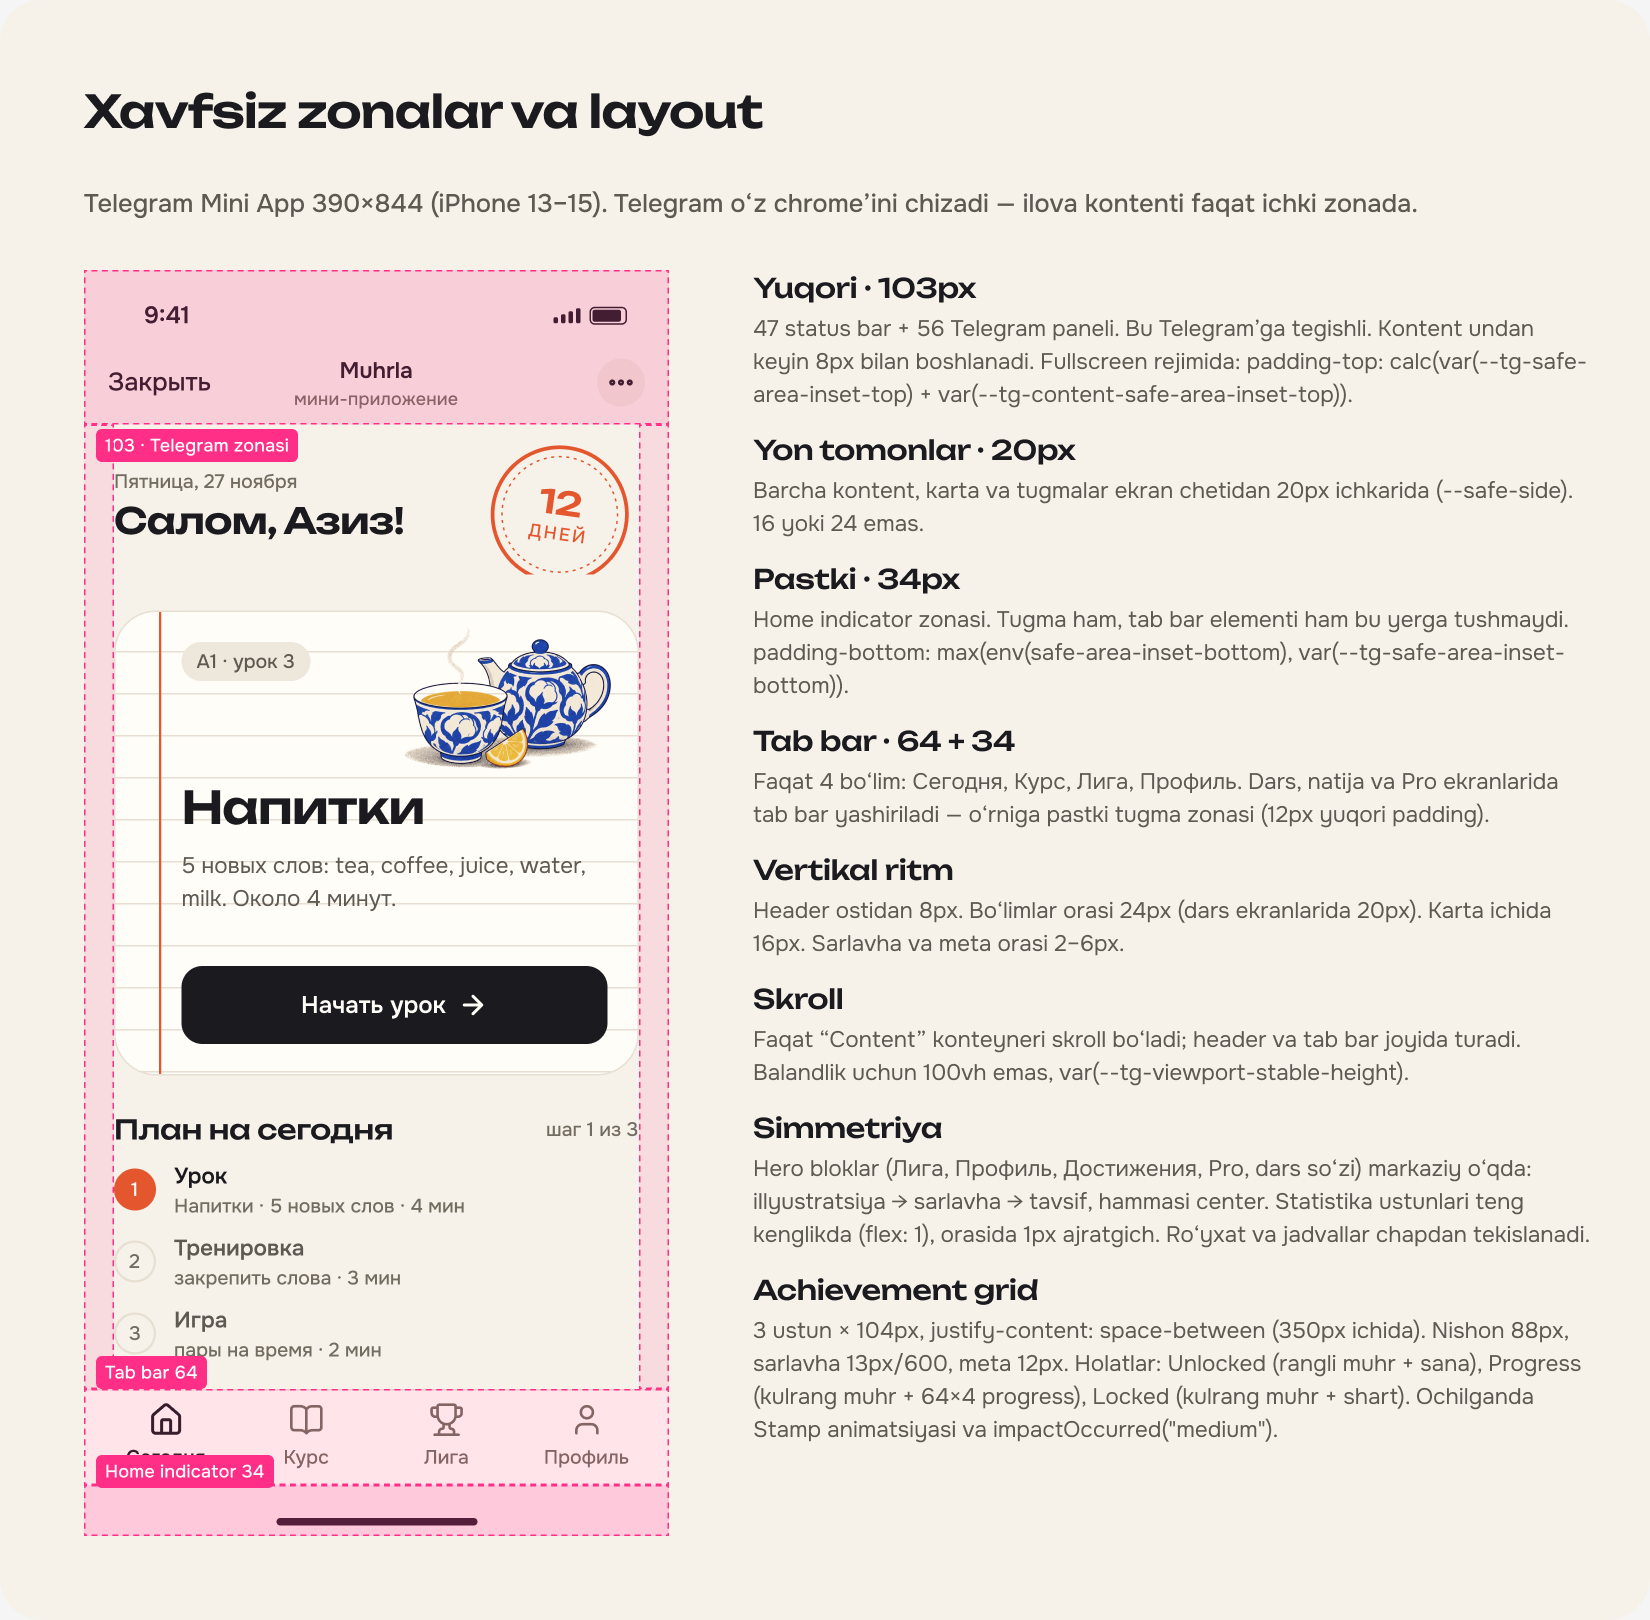 Xavfsiz zonalar va layout
Telegram Mini App 390×844 (iPhone 13–15). Telegram oʻz chrome’ini chizadi — ilova kontenti faqat ichki zonada.
9:41
Закрыть
Muhrla
мини-приложение
103 · Telegram zonasi
Пятница, 27 ноября
Салом, Азиз!
12
ДНЕЙ
A1 · урок 3
Напитки
5 новых слов: tea, coffee, juice, water,
milk. Около 4 минут.
Начать урок →
План на сегодня
шаг 1 из 3
1
Урок
Напитки · 5 новых слов · 4 мин
2
Тренировка
закрепить слова · 3 мин
3
Игра
пары на время · 2 мин
Tab bar 64
Сегодня
Курс
Лига
Профиль
Home indicator 34
Yuqori · 103px
47 status bar + 56 Telegram paneli. Bu Telegram’ga tegishli. Kontent undan
keyin 8px bilan boshlanadi. Fullscreen rejimida: padding-top: calc(var(--tg-safe-
area-inset-top) + var(--tg-content-safe-area-inset-top)).
Yon tomonlar · 20px
Barcha kontent, karta va tugmalar ekran chetidan 20px ichkarida (--safe-side).
16 yoki 24 emas.
Pastki · 34px
Home indicator zonasi. Tugma ham, tab bar elementi ham bu yerga tushmaydi.
padding-bottom: max(env(safe-area-inset-bottom), var(--tg-safe-area-inset-
bottom)).
Tab bar · 64 + 34
Faqat 4 boʻlim: Сегодня, Курс, Лига, Профиль. Dars, natija va Pro ekranlarida
tab bar yashiriladi — oʻrniga pastki tugma zonasi (12px yuqori padding).
Vertikal ritm
Header ostidan 8px. Boʻlimlar orasi 24px (dars ekranlarida 20px). Karta ichida
16px. Sarlavha va meta orasi 2–6px.
Skroll
Faqat “Content” konteyneri skroll boʻladi; header va tab bar joyida turadi.
Balandlik uchun 100vh emas, var(--tg-viewport-stable-height).
Simmetriya
Hero bloklar (Лига, Профиль, Достижения, Pro, dars soʻzi) markaziy oʻqda:
illyustratsiya → sarlavha → tavsif, hammasi center. Statistika ustunlari teng
kenglikda (flex: 1), orasida 1px ajratgich. Roʻyxat va jadvallar chapdan tekislanadi.
Achievement grid
3 ustun × 104px, justify-content: space-between (350px ichida). Nishon 88px,
sarlavha 13px/600, meta 12px. Holatlar: Unlocked (rangli muhr + sana), Progress
(kulrang muhr + 64×4 progress), Locked (kulrang muhr + shart). Ochilganda
Stamp animatsiyasi va impactOccurred("medium").